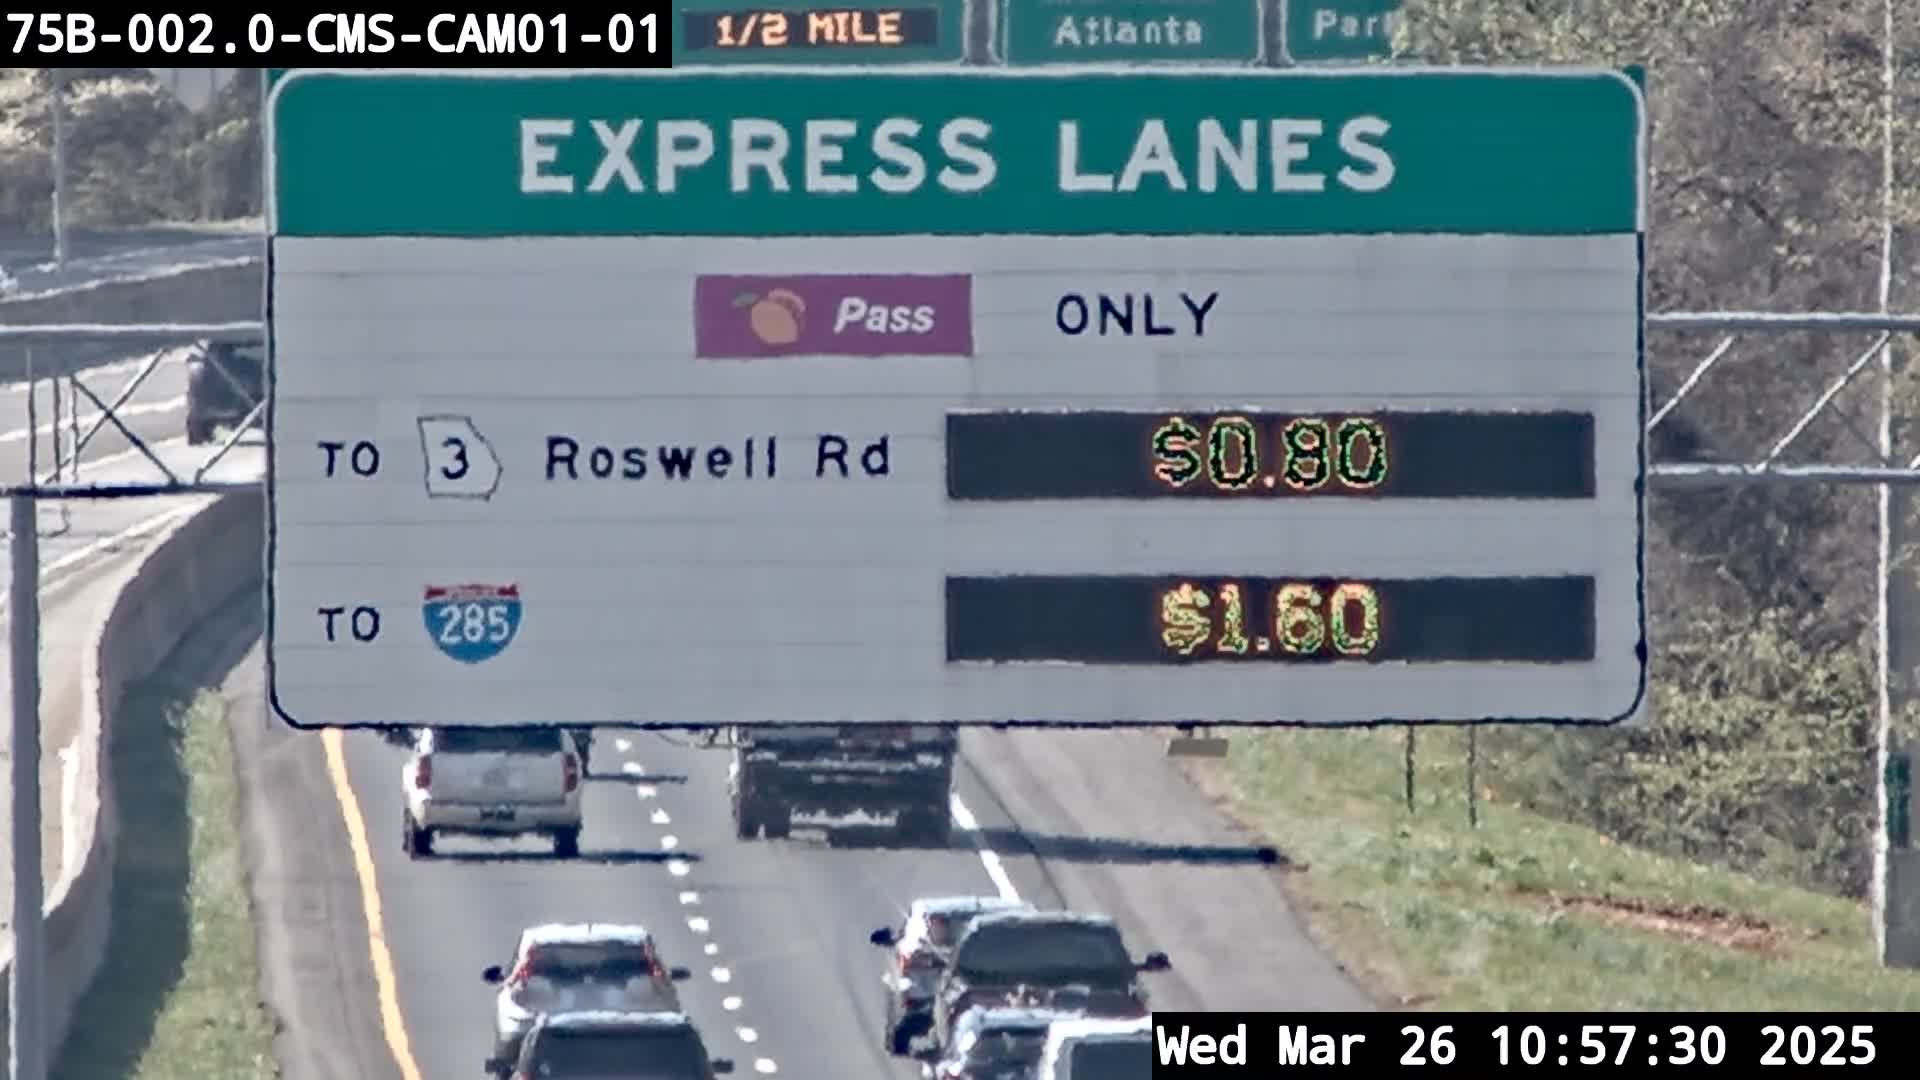 75B-002.0-CMS-CAM01-01
1/2 MILE
Atlanta
EXPRESS LANES
Pass ONLY
TO 3 Roswell Rd $0.80
TO 285 $1.60
Wed Mar 26 10:57:30 2025